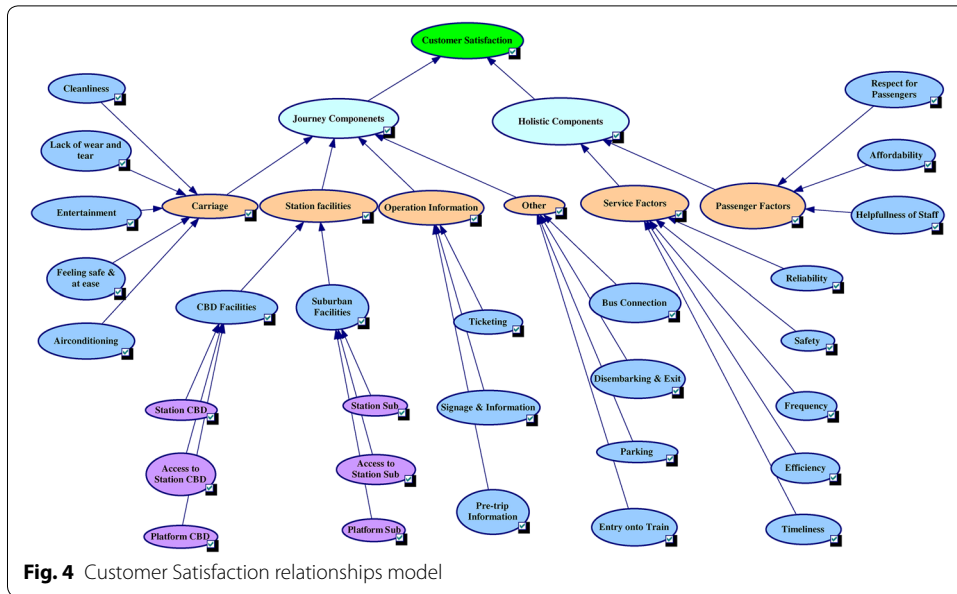 Customer Satisfaction
Cleanliness
Respect for
Passengers
Journey Componenets
Holistic Components
Lack of wear and
tear
Affordability
Entertainment
Carriage
Station facilities
Operation Information
Other
Service Factors
Passenger Factors
Helpfullness of Staff
Feeling safe &
at ease
Reliability
CBD Facilities
Suburban
Facilities
Bus Connection
Ticketing
Airconditioning
Safety
Disembarking & Exit
Station CBD
Station Sub
Signage & Information
Frequency
Parking
Access to
Station CBD
Access to
Station Sub
Efficiency
Pre-trip
Information
Entry onto Train
Timeliness
Platform CBD
Platform Sub
Fig. 4 Customer Satisfaction relationships model